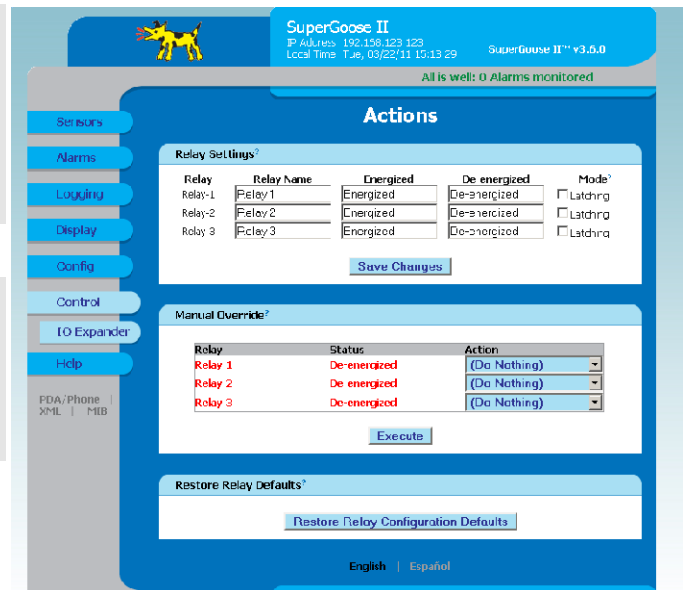 SuperGoose II
IP Address 192.158.123 123
Local Time Tue, 03/22/11 15:13 29
SuperGoose II™ v3.6.0
All is well: 0 Alarms monitored
Sensors
Alarms
Logging
Display
Config
Control
IO Expander
Help
PDA/Phone |
XML | MIB
Actions
Relay Settings?
Relay Relay Name Energized De energized Mode?
Relay-1 Relay 1 Energized De-energized Latching
Relay-2 Relay 2 Energized De-energized Latching
Relay 3 Relay 3 Energized De-energized Latching
Save Changes
Manual Override?
Relay Status Action
Relay 1 De-energized (Do Nothing)
Relay 2 De-energized (Do Nothing)
Relay 3 De-energized (Do Nothing)
Execute
Restore Relay Defaults?
Restore Relay Configuration Defaults
English | Español